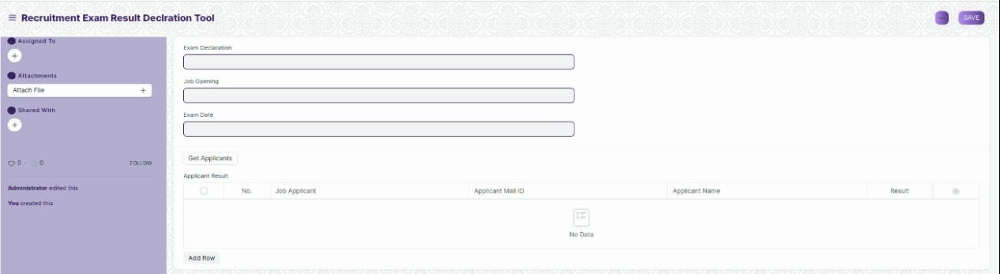 Recruitment Exam Result Declration Tool
SAVE
Assigned To
Attachments
Attach File
Shared With
0 · 0
FOLLOW
Administrator edited this
You created this
Exam Declaration
Job Opening
Exam Date
Get Applicants
Applicant Result
No. Job Applicant Applicant Mail ID Applicant Name Result
No Data
Add Row